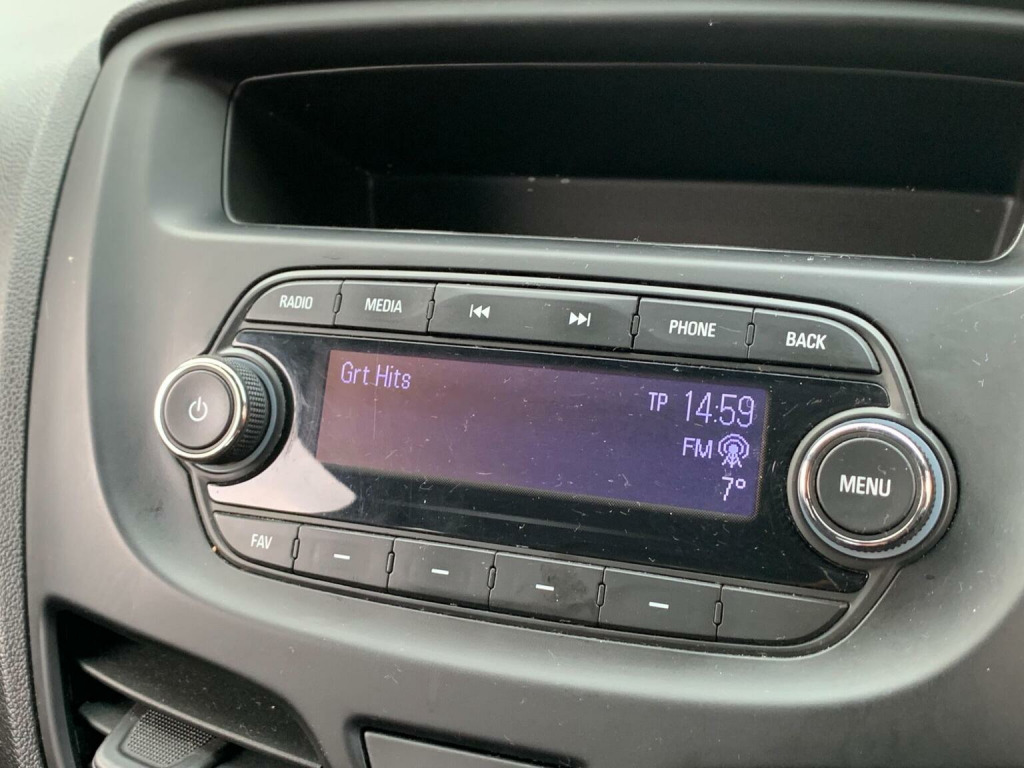 RADIO MEDIA PHONE BACK
Grt Hits
TP 14:59
FM
7°
MENU
FAV